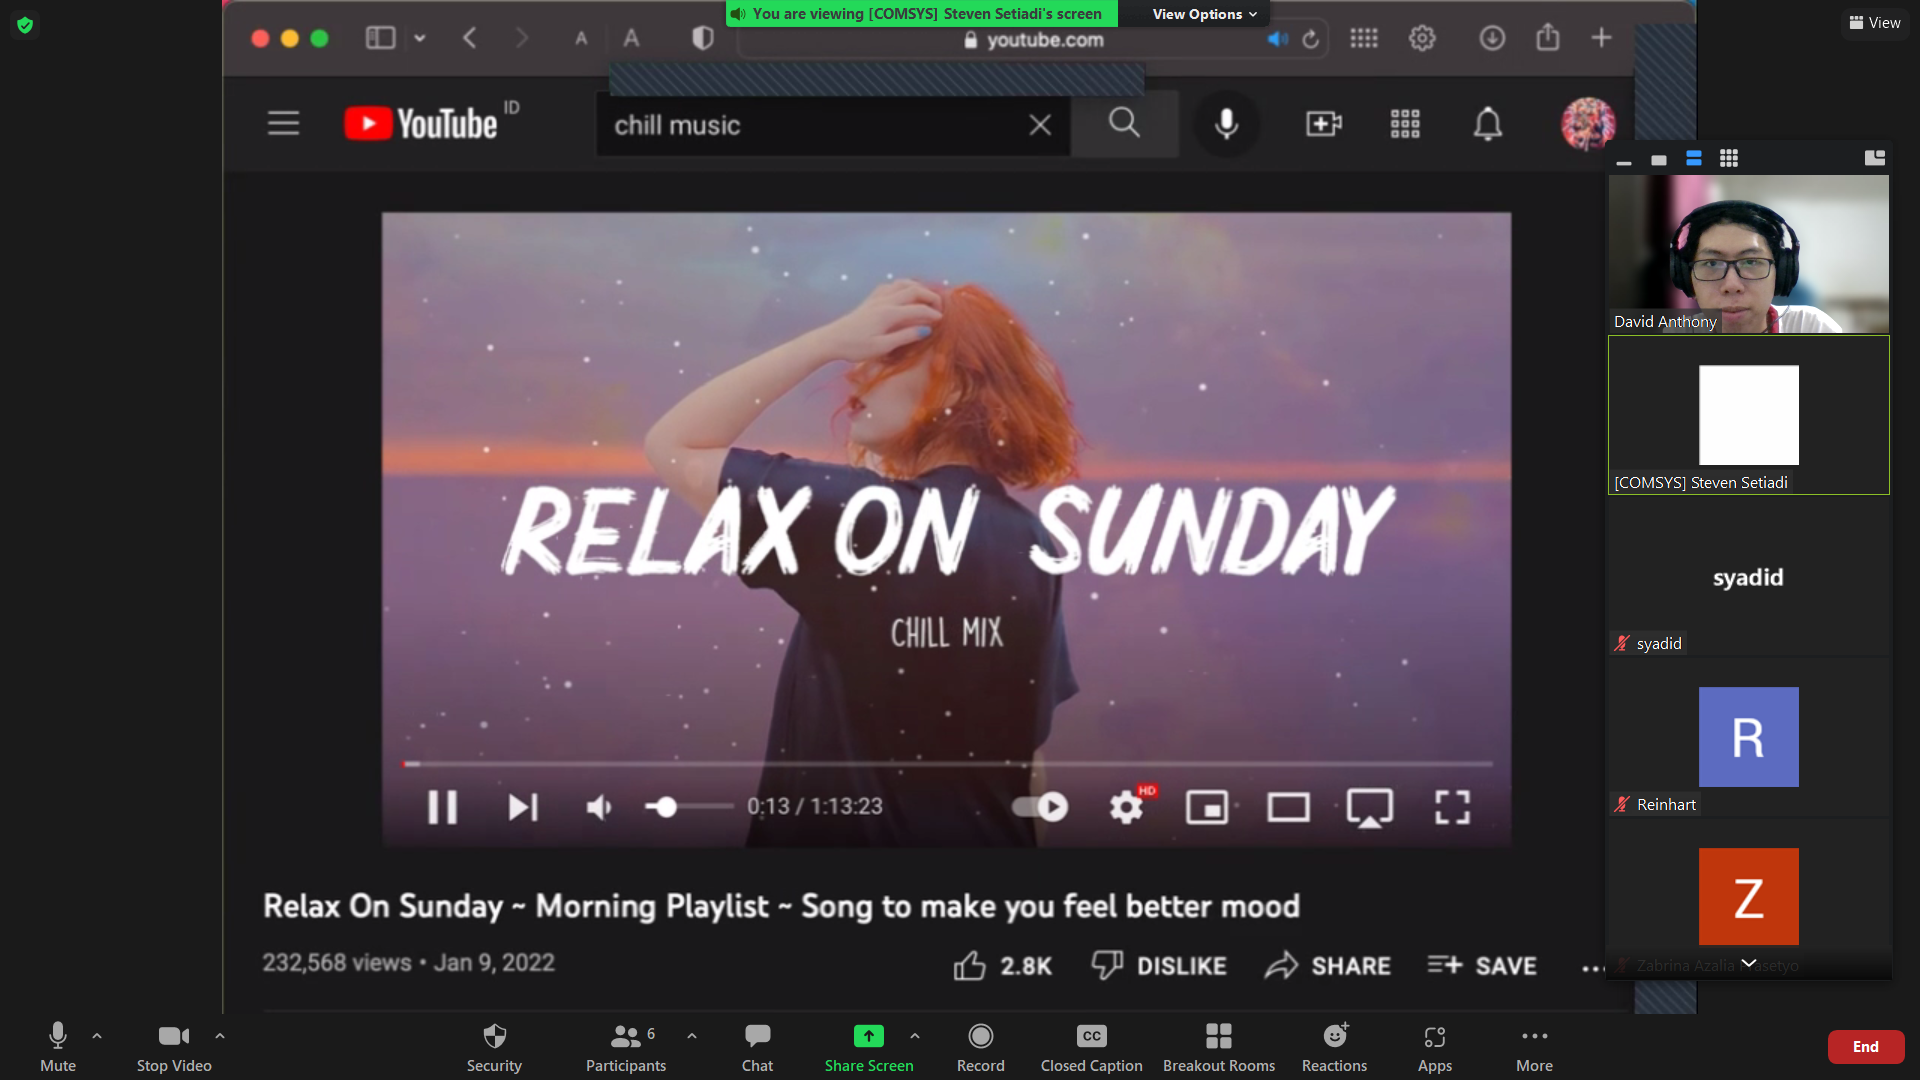 You are viewing [COMSYS] Steven Setiadi's screen
View Options
View
A A
youtube.com
YouTube ID
chill music
RELAX ON SUNDAY
CHILL MIX
0:13 / 1:13:23
HD
Relax On Sunday ~ Morning Playlist ~ Song to make you feel better mood
232,568 views • Jan 9, 2022
2.8K DISLIKE SHARE SAVE
David Anthony
[COMSYS] Steven Setiadi
syadid
syadid
R
Reinhart
Z
Zabrina Azalia Prasetyo
Mute
Stop Video
Security
Participants 6
Chat
Share Screen
Record
CC
Closed Caption
Breakout Rooms
Reactions
Apps
More
End